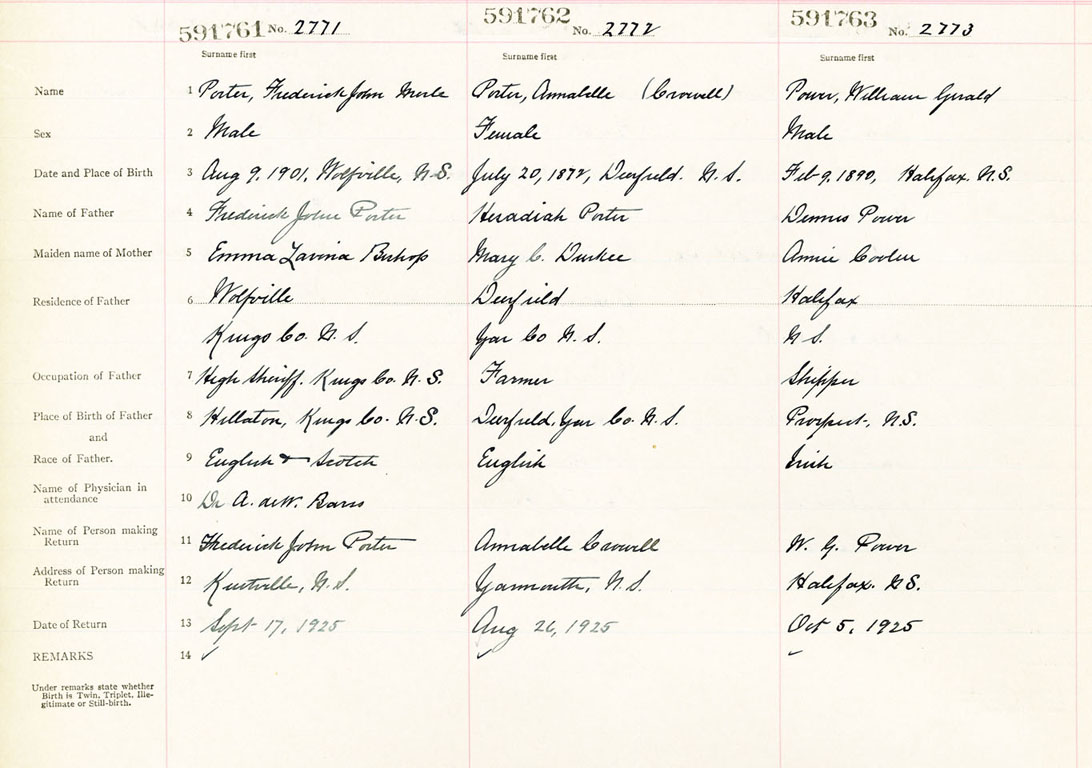 591761 No. 2771 591762 No. 2772 591763 No. 2773
Surname first Surname first Surname first
Name 1 Porter, Frederick John Merle Porter, Annabelle (Crowell) Power, William Gerald
Sex 2 Male Female Male
Date and Place of Birth 3 Aug 9, 1901, Wolfville, N.S. July 20, 1872, Deerfield. N.S. Feb 9, 1890, Halifax. N.S.
Name of Father 4 Frederick John Porter Porter Dennis Power
Maiden name of Mother 5 Emma Lavinia Bishop Mary C. Durkee Annie
Residence of Father 6 Wolfville Deerfield Halifax
Kings Co. N.S. Yar Co N.S. N S.
Occupation of Father 7 High Sheriff. Kings Co. N.S. Farmer Skipper
Place of Birth of Father 8 Hillaton, Kings Co. N.S. Deerfield, Yar Co. N.S. Prospect, N.S.
and
Race of Father. 9 English & Scotch English Irish
Name of Physician in
attendance 10 Dr A. deW. Barss
Name of Person making
Return 11 Frederick John Porter Annabelle Crowell W. G. Power
Address of Person making
Return 12 Kentville, N.S. Yarmouth, N.S. Halifax. N.S.
Date of Return 13 Sept 17, 1925 Aug 26, 1925 Oct 5, 1925
REMARKS 14
Under remarks state whether
Birth is Twin, Triplet, Ille-
gitimate or Still-birth.